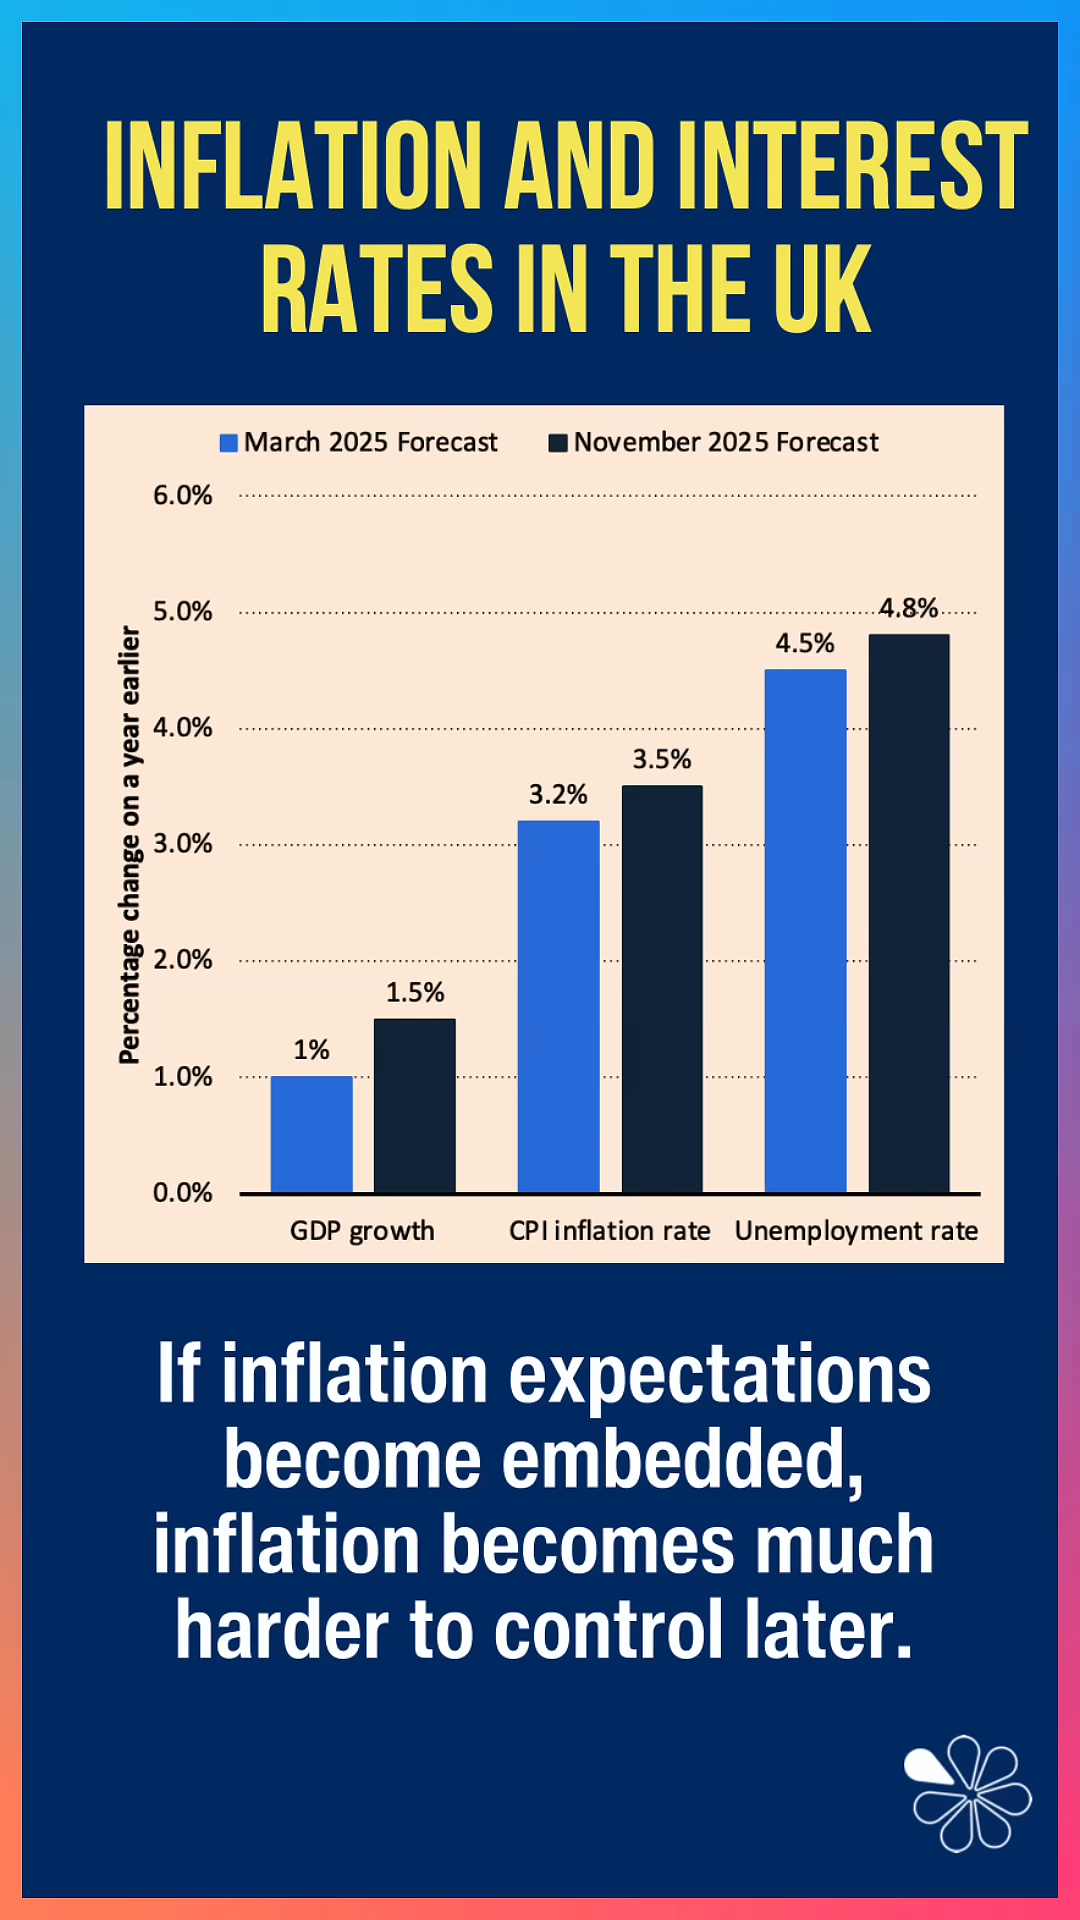 INFLATION AND INTEREST
RATES IN THE UK
March 2025 Forecast
November 2025 Forecast
Percentage change on a year earlier
6.0%
5.0%
4.0%
3.0%
2.0%
1.0%
0.0%
1%
1.5%
3.2%
3.5%
4.5%
4.8%
GDP growth
CPI inflation rate
Unemployment rate
If inflation expectations
become embedded,
inflation becomes much
harder to control later.